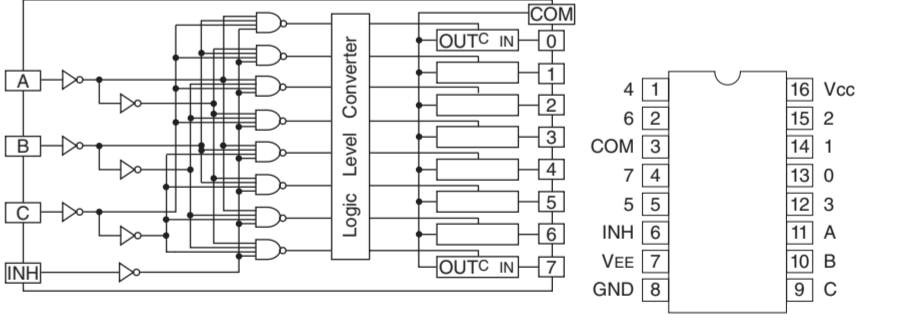 COM
OUTC IN 0
A
1
2
B
3
4
C
5
6
INH
OUTC IN 7
Logic Level Converter
4 1 16 Vcc
6 2 15 2
COM 3 14 1
7 4 13 0
5 5 12 3
INH 6 11 A
VEE 7 10 B
GND 8 9 C